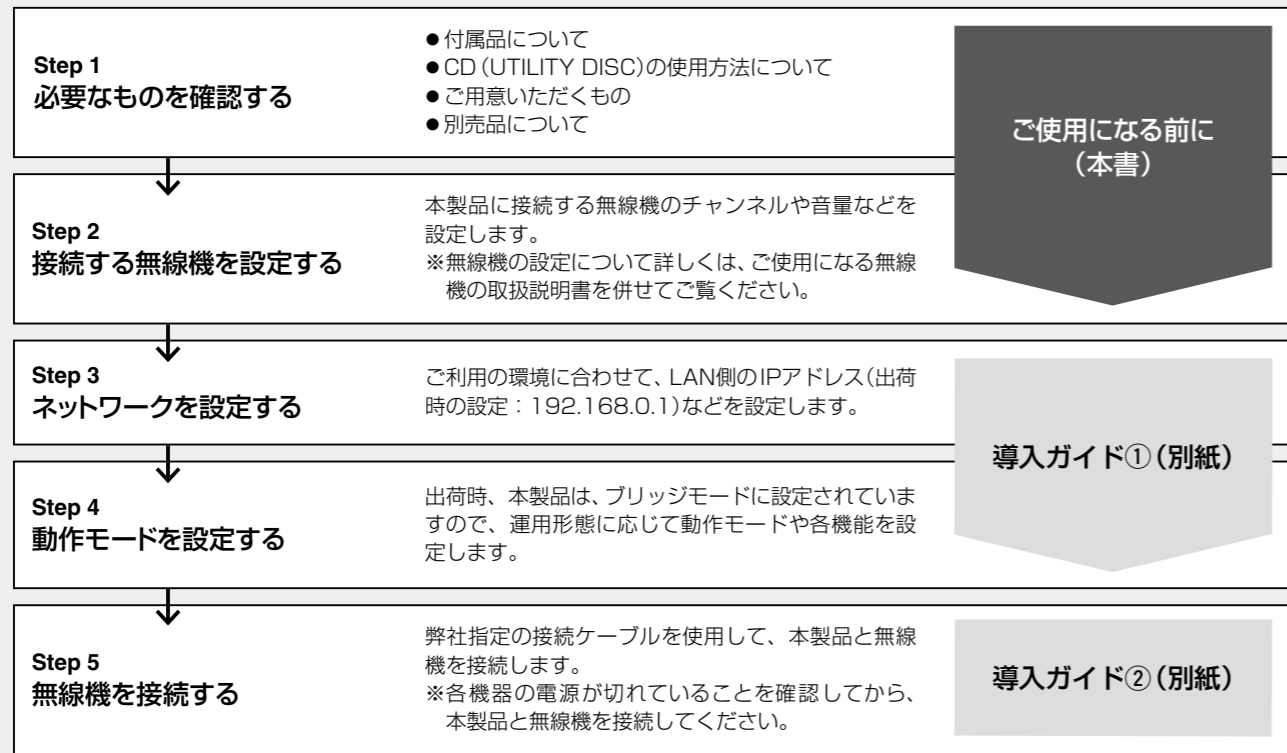 Step 1
必要なものを確認する
●付属品について
●CD(UTILITY DISC)の使用方法について
●ご用意いただくもの
●別売品について
ご使用になる前に
(本書)
Step 2
接続する無線機を設定する
本製品に接続する無線機のチャンネルや音量などを
設定します。
※無線機の設定について詳しくは、ご使用になる無線
機の取扱説明書を併せてご覧ください。
Step 3
ネットワークを設定する
ご利用の環境に合わせて、LAN側のIPアドレス(出荷
時の設定：192.168.0.1)などを設定します。
導入ガイド①(別紙)
Step 4
動作モードを設定する
出荷時、本製品は、ブリッジモードに設定されていま
すので、運用形態に応じて動作モードや各機能を設
定します。
Step 5
無線機を接続する
弊社指定の接続ケーブルを使用して、本製品と無線
機を接続します。
※各機器の電源が切れていることを確認してから、
本製品と無線機を接続してください。
導入ガイド②(別紙)